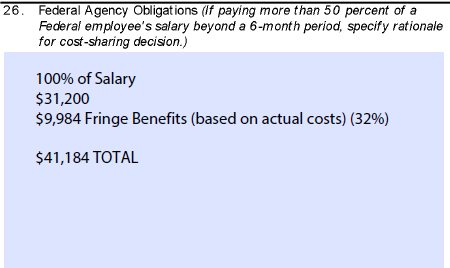 26. Federal Agency Obligations (If paying more than 50 percent of a
Federal employee's salary beyond a 6-month period, specify rationale
for cost-sharing decision.)
100% of Salary
$31,200
$9,984 Fringe Benefits (based on actual costs) (32%)
$41,184 TOTAL